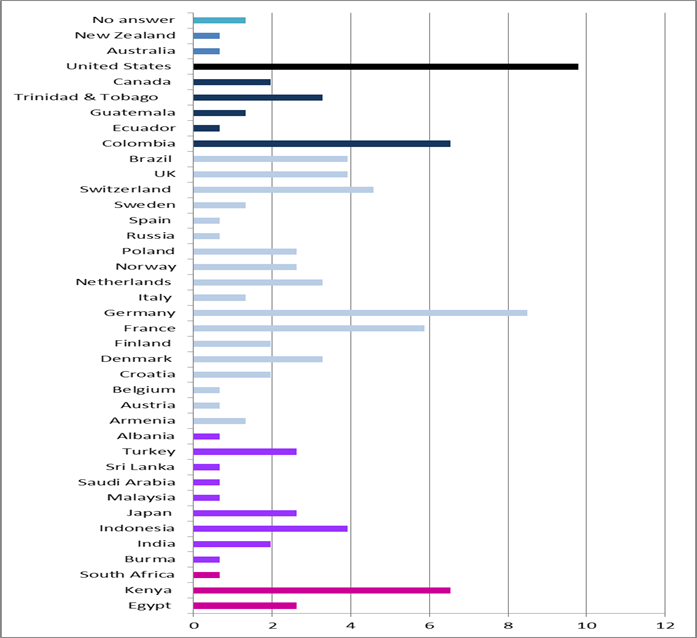 No answer
New Zealand
Australia
United States
Canada
Trinidad & Tobago
Guatemala
Ecuador
Colombia
Brazil
UK
Switzerland
Sweden
Spain
Russia
Poland
Norway
Netherlands
Italy
Germany
France
Finland
Denmark
Croatia
Belgium
Austria
Armenia
Albania
Turkey
Sri Lanka
Saudi Arabia
Malaysia
Japan
Indonesia
India
Burma
South Africa
Kenya
Egypt
0 2 4 6 8 10 12